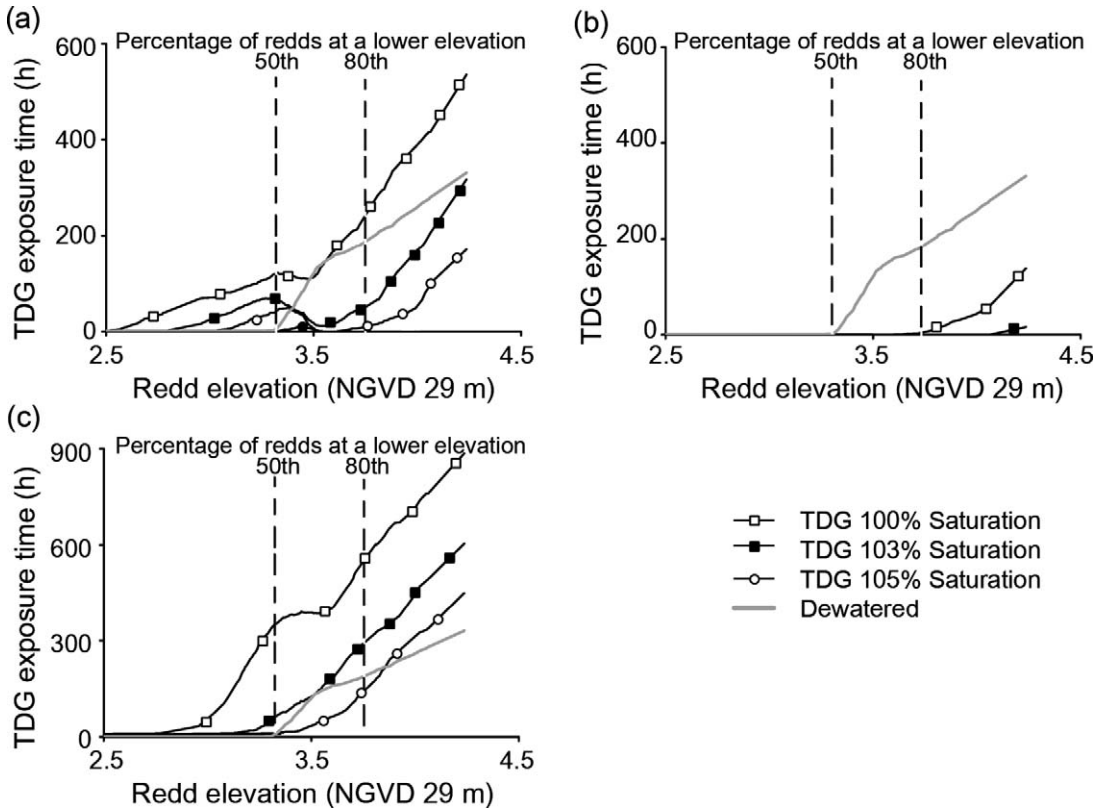 (a)
Percentage of redds at a lower elevation
50th 80th
TDG exposure time (h)
600
400
200
0
2.5 3.5 4.5
Redd elevation (NGVD 29 m)
(b)
Percentage of redds at a lower elevation
50th 80th
TDG exposure time (h)
600
400
200
0
2.5 3.5 4.5
Redd elevation (NGVD 29 m)
(c)
Percentage of redds at a lower elevation
50th 80th
TDG exposure time (h)
900
600
300
0
2.5 3.5 4.5
Redd elevation (NGVD 29 m)
TDG 100% Saturation
TDG 103% Saturation
TDG 105% Saturation
Dewatered